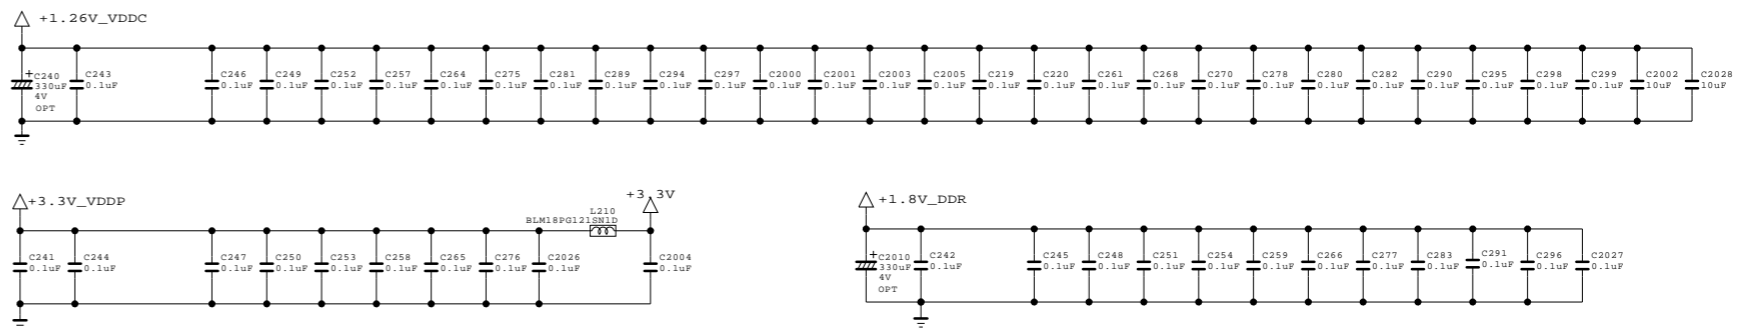 +1.26V_VDDC
C240 C243 C246 C249 C252 C257 C264 C275 C281 C289 C294 C297 C2000 C2001 C2003 C2005 C219 C220 C261 C268 C270 C278 C280 C282 C290 C295 C298 C299 C2002 C2028
330uF 0.1uF 0.1uF 0.1uF 0.1uF 0.1uF 0.1uF 0.1uF 0.1uF 0.1uF 0.1uF 0.1uF 0.1uF 0.1uF 0.1uF 0.1uF 0.1uF 0.1uF 0.1uF 0.1uF 0.1uF 0.1uF 0.1uF 0.1uF 0.1uF 0.1uF 0.1uF 0.1uF 10uF 10uF
4V
OPT
+3.3V_VDDP
+3.3V
L210
BLM18PG121SN1D
C241 C244 C247 C250 C253 C258 C265 C276 C2026 C2004
0.1uF 0.1uF 0.1uF 0.1uF 0.1uF 0.1uF 0.1uF 0.1uF 0.1uF 0.1uF
+1.8V_DDR
C2010 C242 C245 C248 C251 C254 C259 C266 C277 C283 C291 C296 C2027
330uF 0.1uF 0.1uF 0.1uF 0.1uF 0.1uF 0.1uF 0.1uF 0.1uF 0.1uF 0.1uF 0.1uF 0.1uF
4V
OPT